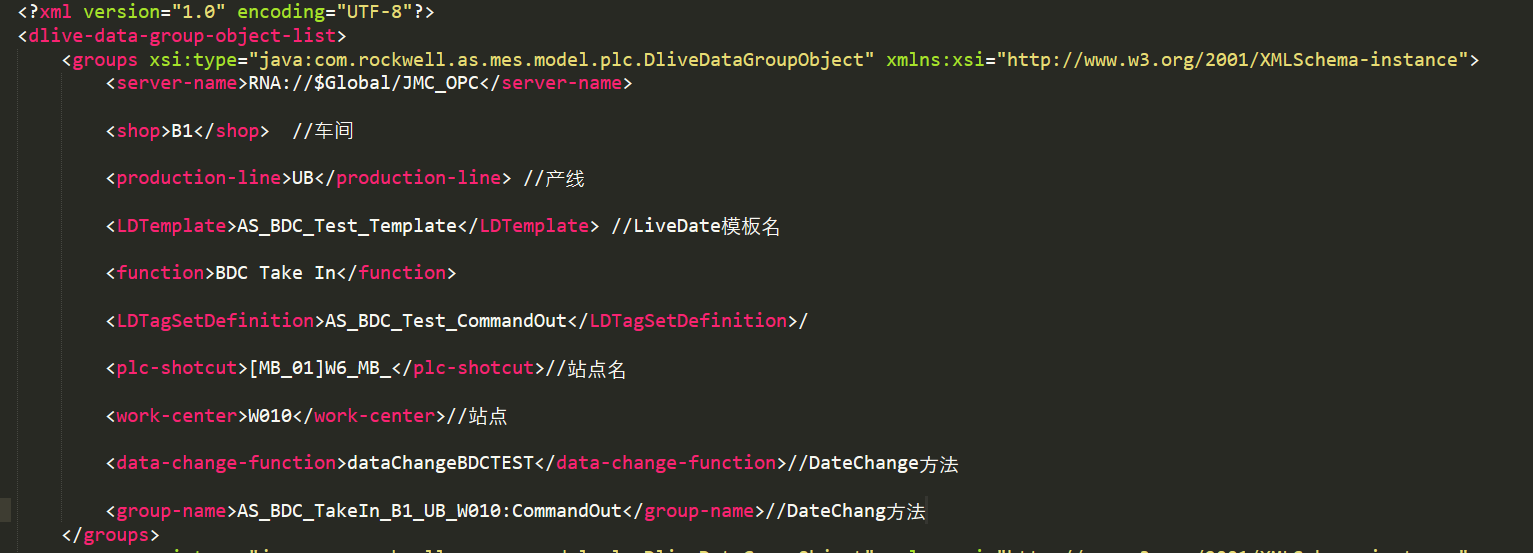 <?xml version="1.0" encoding="UTF-8"?>
<dlive-data-group-object-list>
<groups xsi:type="java:com.rockwell.as.mes.model.plc.DliveDataGroupObject" xmlns:xsi="http://www.w3.org/2001/XMLSchema-instance">
<server-name>RNA://$Global/JMC_OPC</server-name>
<shop>B1</shop>  //车间
<production-line>UB</production-line> //产线
<LDTemplate>AS_BDC_Test_Template</LDTemplate> //LiveDate模板名
<function>BDC Take In</function>
<LDTagSetDefinition>AS_BDC_Test_CommandOut</LDTagSetDefinition>/
<plc-shotcut>[MB_01]W6_MB_</plc-shotcut>//站点名
<work-center>W010</work-center>//站点
<data-change-function>dataChangeBDCTEST</data-change-function>//DateChange方法
<group-name>AS_BDC_TakeIn_B1_UB_W010:CommandOut</group-name>//DateChang方法
</groups>